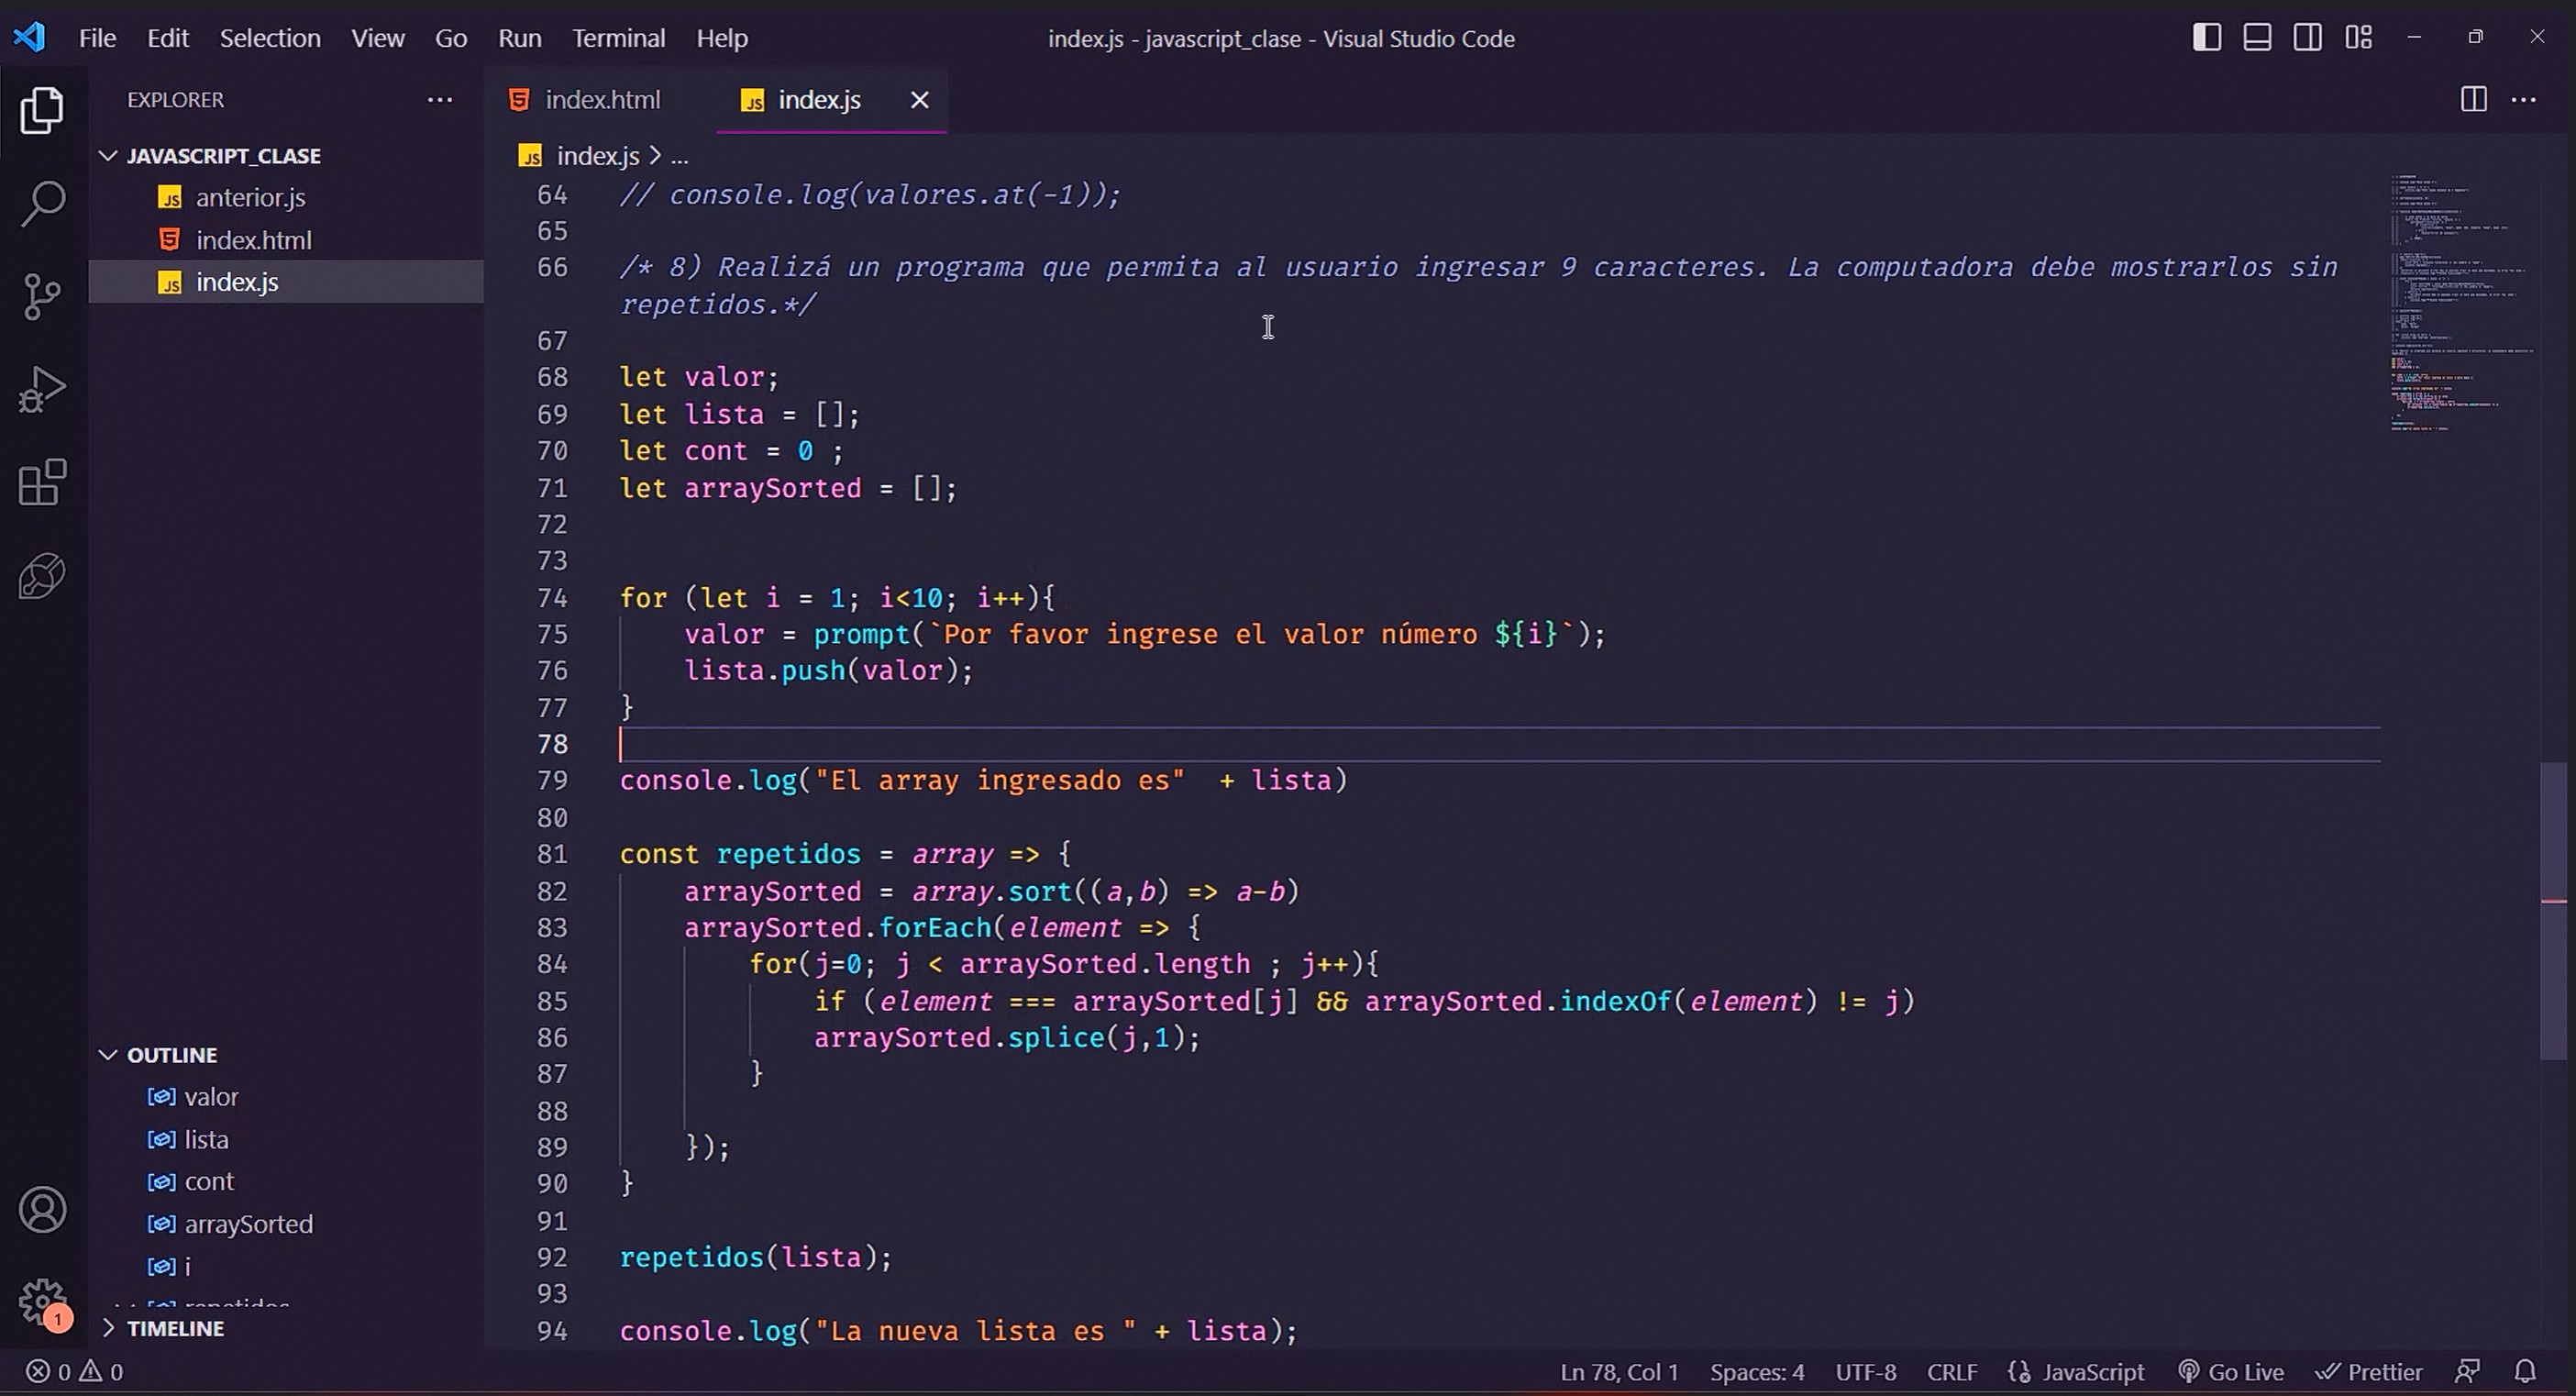 File Edit Selection View Go Run Terminal Help
index.js - javascript_clase - Visual Studio Code
EXPLORER
JAVASCRIPT_CLASE
JS anterior.js
5 index.html
JS index.js
OUTLINE
valor
lista
cont
arraySorted
i
repetidos
TIMELINE
1
5 index.html
JS index.js
JS index.js > ...
64 // console.log(valores.at(-1));
65
66 /* 8) Realizá un programa que permita al usuario ingresar 9 caracteres. La computadora debe mostrarlos sin
repetidos.*/
67
68 let valor;
69 let lista = [];
70 let cont = 0 ;
71 let arraySorted = [];
72
73
74 for (let i = 1; i<10; i++){
75 valor = prompt(`Por favor ingrese el valor número ${i}`);
76 lista.push(valor);
77 }
78
79 console.log("El array ingresado es"  + lista)
80
81 const repetidos = array => {
82 arraySorted = array.sort((a,b) => a-b)
83 arraySorted.forEach(element => {
84 for(j=0; j < arraySorted.length ; j++){
85 if (element === arraySorted[j] && arraySorted.indexOf(element) != j)
86 arraySorted.splice(j,1);
87 }
88
89 });
90 }
91
92 repetidos(lista);
93
94 console.log("La nueva lista es " + lista);
0 0
Ln 78, Col 1 Spaces: 4 UTF-8 CRLF JavaScript Go Live Prettier